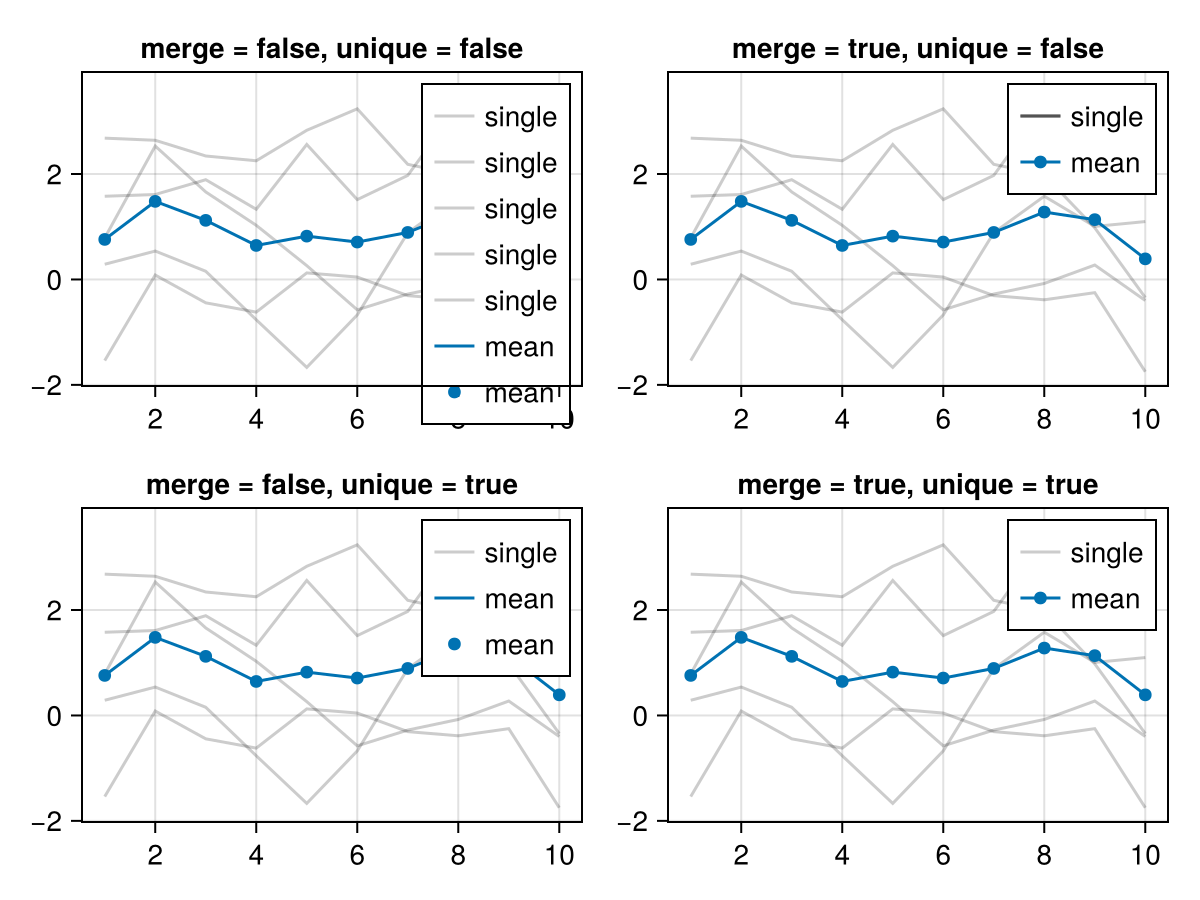 merge = false, unique = false
single
single
single
single
single
mean
mean
2
0
−2
2
4
6
8
10
merge = true, unique = false
single
mean
2
0
−2
2
4
6
8
10
merge = false, unique = true
single
mean
mean
2
0
−2
2
4
6
8
10
merge = true, unique = true
single
mean
2
0
−2
2
4
6
8
10